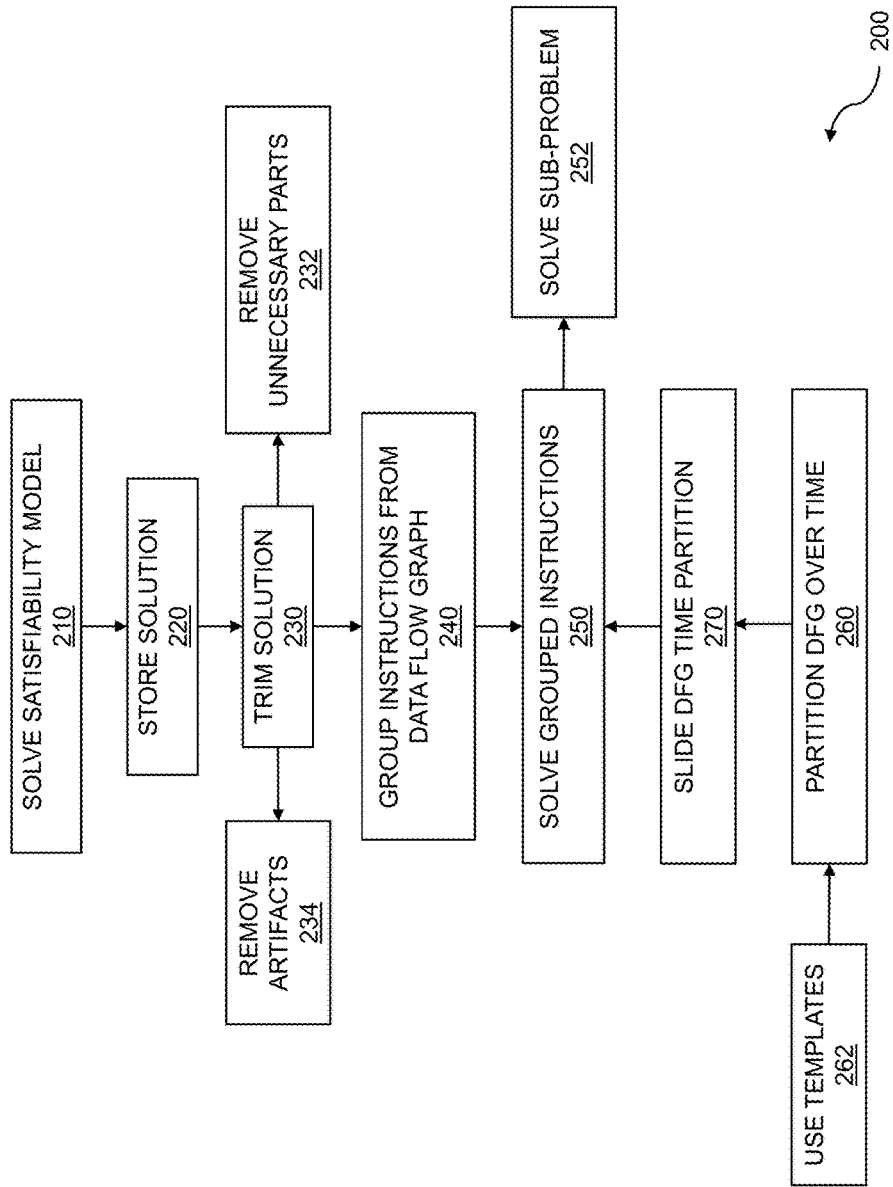 SOLVE SATISFIABILITY MODEL
210
STORE SOLUTION
220
TRIM SOLUTION
230
REMOVE
ARTIFACTS
234
REMOVE
UNNECESSARY PARTS
232
GROUP INSTRUCTIONS FROM
DATA FLOW GRAPH
240
SOLVE GROUPED INSTRUCTIONS
250
SOLVE SUB-PROBLEM
252
SLIDE DFG TIME PARTITION
270
USE TEMPLATES
262
PARTITION DFG OVER TIME
260
200